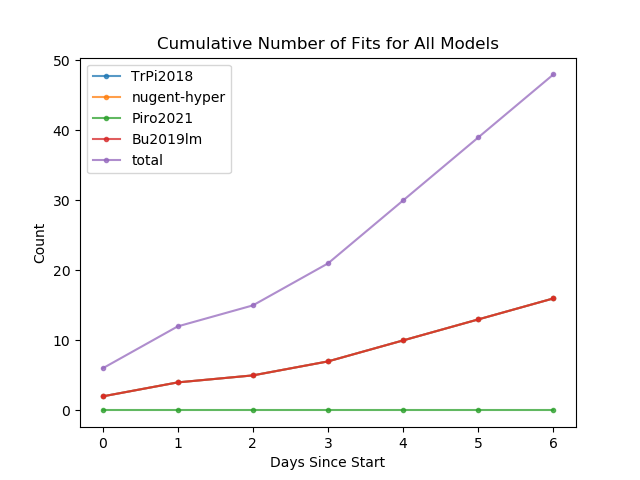 Cumulative Number of Fits for All Models
TrPi2018
nugent-hyper
Piro2021
Bu2019lm
total
50
40
30
20
10
0
Count
0 1 2 3 4 5 6
Days Since Start